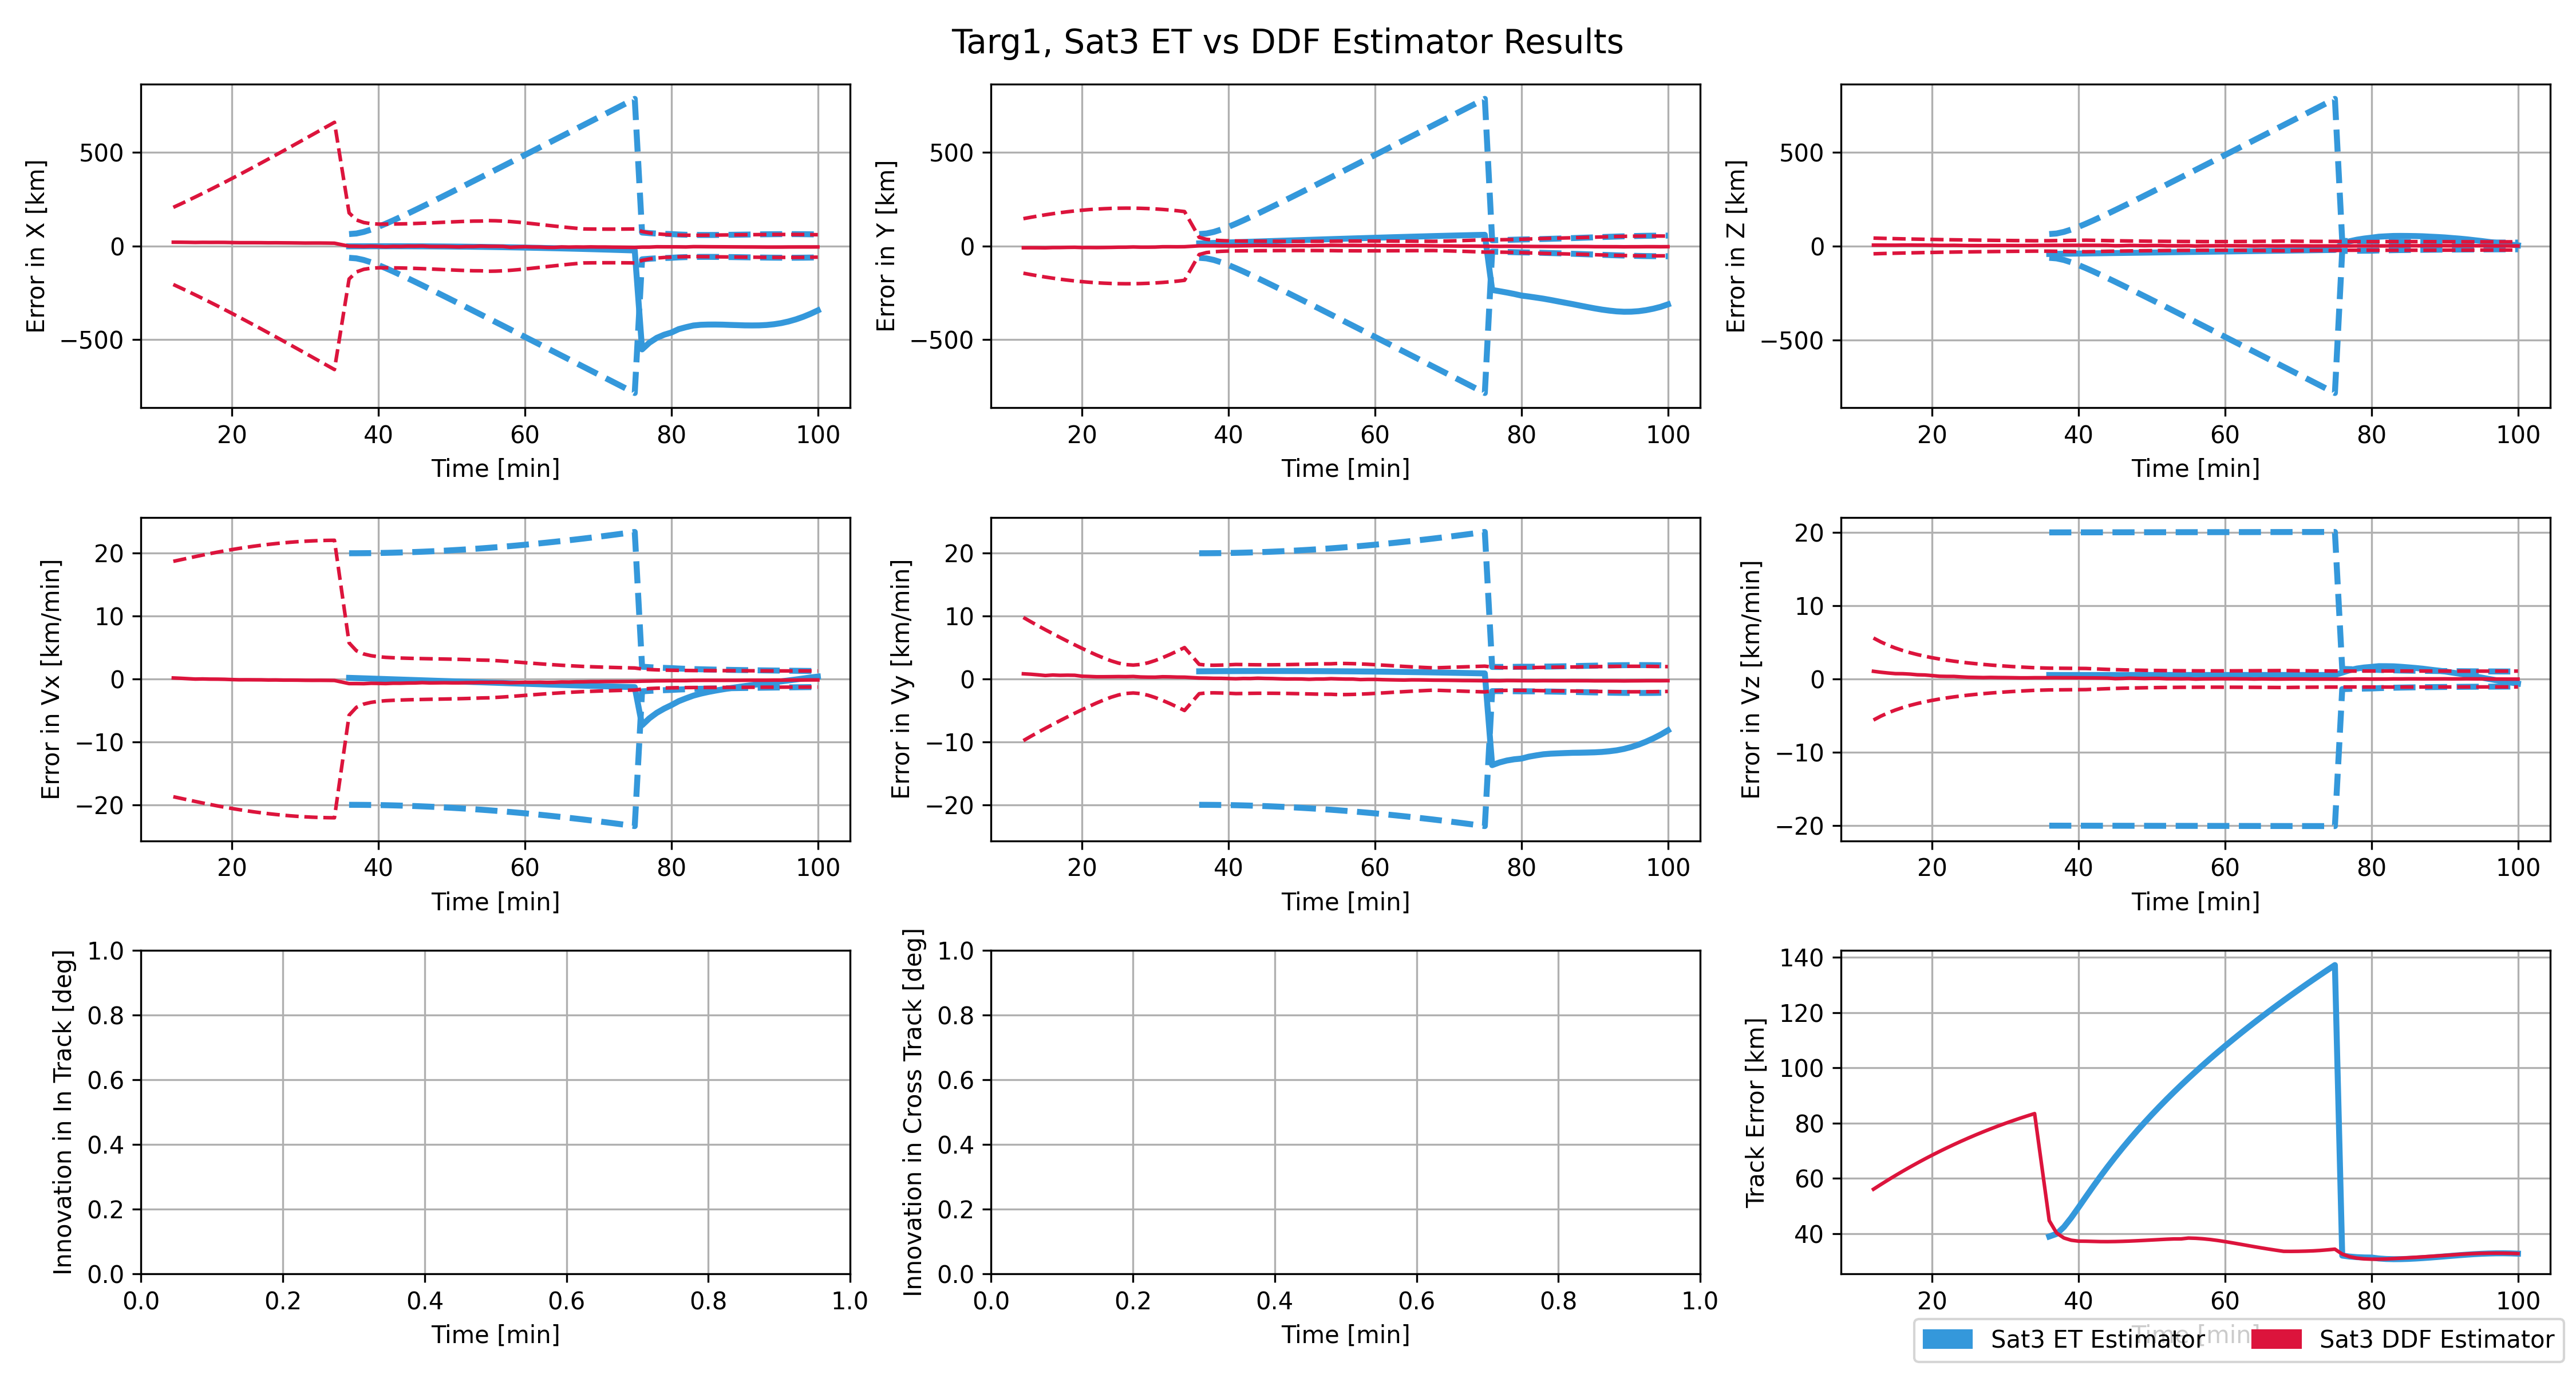 Targ1, Sat3 ET vs DDF Estimator Results
Error in X [km]
500
0
−500
20 40 60 80 100
Time [min]
Error in Y [km]
500
0
−500
20 40 60 80 100
Time [min]
Error in Z [km]
500
0
−500
20 40 60 80 100
Time [min]
Error in Vx [km/min]
20
10
0
−10
−20
20 40 60 80 100
Time [min]
Error in Vy [km/min]
20
10
0
−10
−20
20 40 60 80 100
Time [min]
Error in Vz [km/min]
20
10
0
−10
−20
20 40 60 80 100
Time [min]
Innovation in In Track [deg]
1.0
0.8
0.6
0.4
0.2
0.0
0.0 0.2 0.4 0.6 0.8 1.0
Time [min]
Innovation in Cross Track [deg]
1.0
0.8
0.6
0.4
0.2
0.0
0.0 0.2 0.4 0.6 0.8 1.0
Time [min]
Track Error [km]
140
120
100
80
60
40
20 40 60 80 100
Time [min]
Sat3 ET Estimator Sat3 DDF Estimator